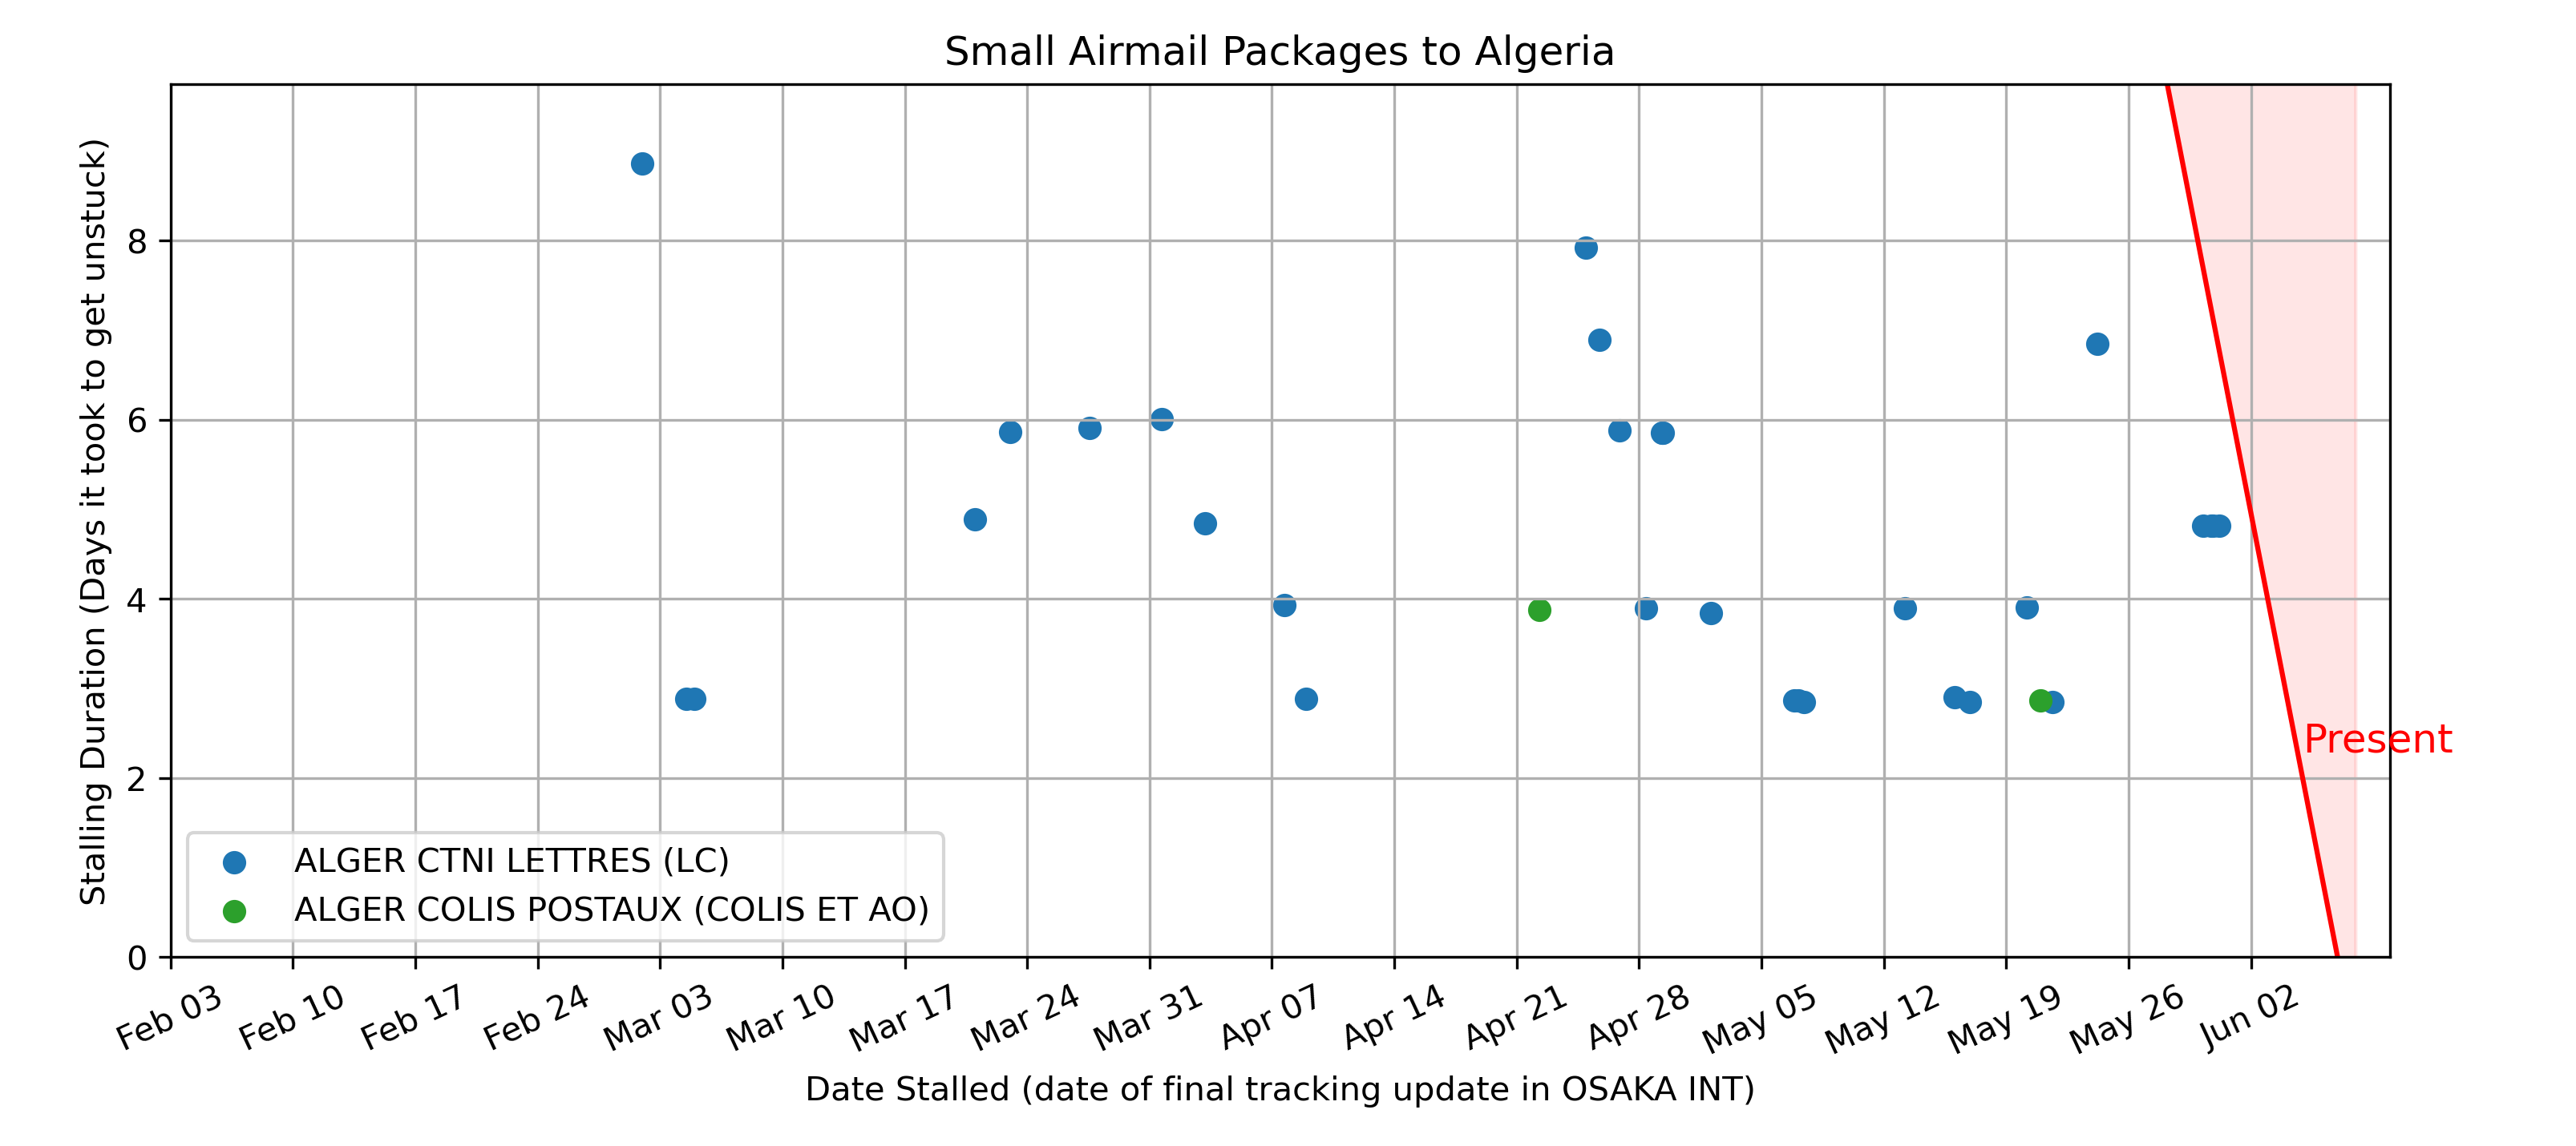 Small Airmail Packages to Algeria
Stalling Duration (Days it took to get unstuck)
8
6
4
2
0
Present
ALGER CTNI LETTRES (LC)
ALGER COLIS POSTAUX (COLIS ET AO)
Feb 03
Feb 10
Feb 17
Feb 24
Mar 03
Mar 10
Mar 17
Mar 24
Mar 31
Apr 07
Apr 14
Apr 21
Apr 28
May 05
May 12
May 19
May 26
Jun 02
Date Stalled (date of final tracking update in OSAKA INT)